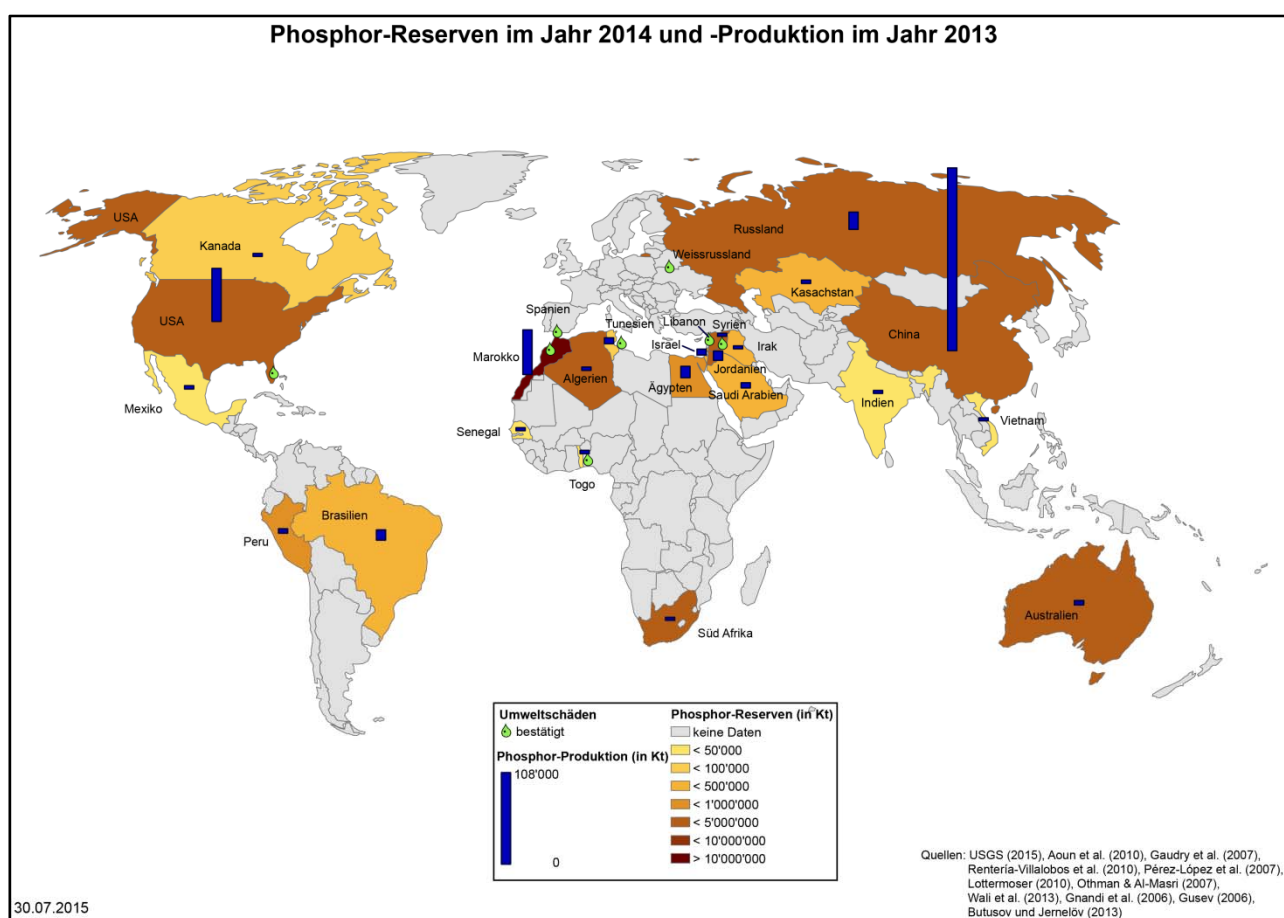 Phosphor-Reserven im Jahr 2014 und -Produktion im Jahr 2013
USA
Kanada
USA
Mexiko
Brasilien
Peru
Russland
Weissrussland
Kasachstan
China
Spanien
Tunesien
Libanon
Syrien
Israel
Irak
Marokko
Jordanien
Algerien
Ägypten
Saudi Arabien
Indien
Vietnam
Senegal
Togo
Süd Afrika
Australien
Umweltschäden
bestätigt
Phosphor-Produktion (in Kt)
108'000
0
Phosphor-Reserven (in Kt)
keine Daten
< 50'000
< 100'000
< 500'000
< 1'000'000
< 5'000'000
< 10'000'000
> 10'000'000
Quellen: USGS (2015), Aoun et al. (2010), Gaudry et al. (2007),
Rentería-Villalobos et al. (2010), Pérez-López et al. (2007),
Lottermoser (2010), Othman & Al-Masri (2007),
Wali et al. (2013), Gnandi et al. (2006), Gusev (2006),
Butusov und Jernelöv (2013)
30.07.2015